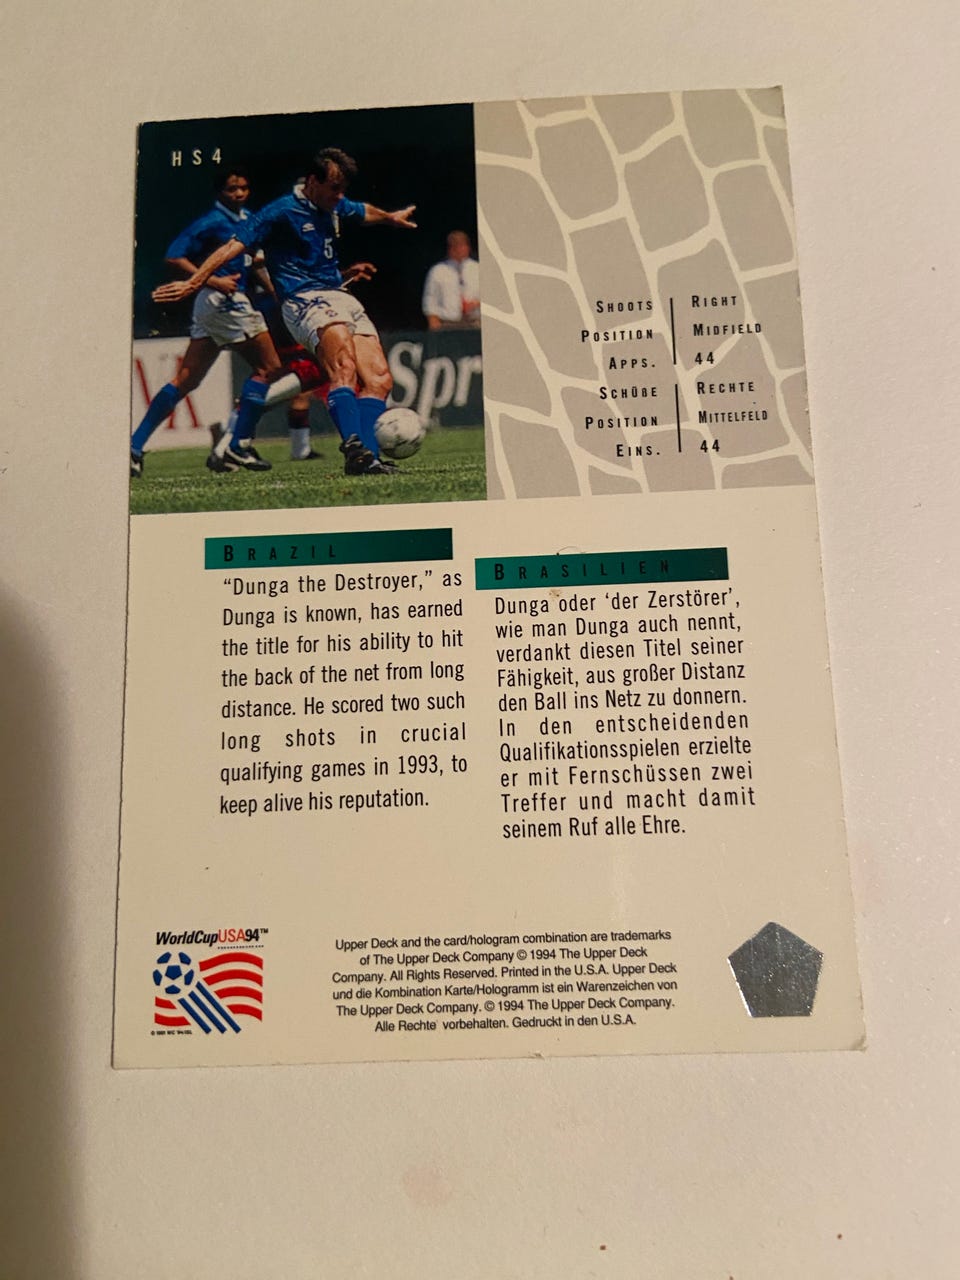 HS4
5
Spr
SHOOTS RIGHT
POSITION MIDFIELD
APPS. 44
SCHÜßE RECHTE
POSITION MITTELFELD
EINS. 44
BRAZIL
“Dunga the Destroyer,” as
Dunga is known, has earned
the title for his ability to hit
the back of the net from long
distance. He scored two such
long shots in crucial
qualifying games in 1993, to
keep alive his reputation.
BRASILIEN
Dunga oder ‘der Zerstörer’,
wie man Dunga auch nennt,
verdankt diesen Titel seiner
Fähigkeit, aus großer Distanz
den Ball ins Netz zu donnern.
In den entscheidenden
Qualifikationsspielen erzielte
er mit Fernschüssen zwei
Treffer und macht damit
seinem Ruf alle Ehre.
WorldCupUSA94™
Upper Deck and the card/hologram combination are trademarks
of The Upper Deck Company © 1994 The Upper Deck
Company. All Rights Reserved. Printed in the U.S.A. Upper Deck
und die Kombination Karte/Hologramm ist ein Warenzeichen von
The Upper Deck Company. © 1994 The Upper Deck Company.
Alle Rechte vorbehalten. Gedruckt in den U.S.A.